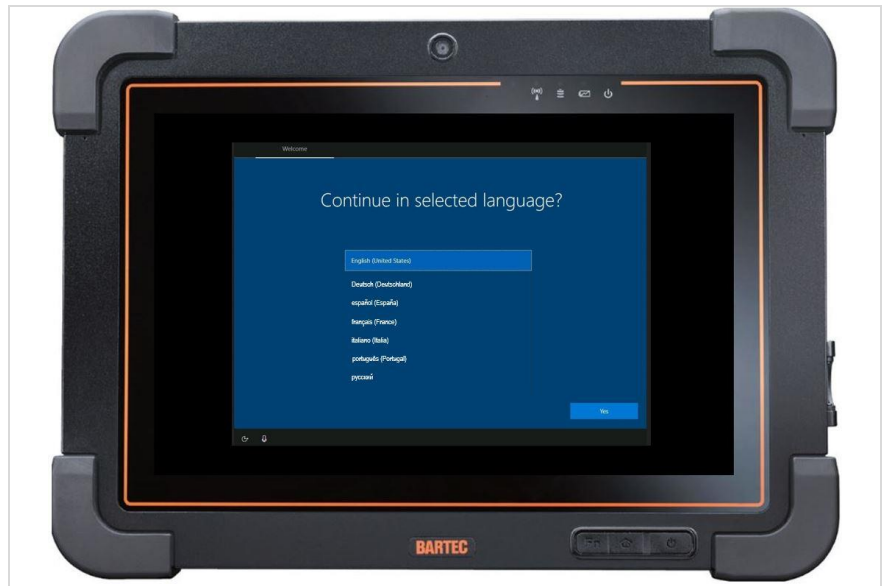 Welcome
Continue in selected language?
English (United States)
Deutsch (Deutschland)
español (España)
français (France)
italiano (Italia)
português (Portugal)
русский
Yes
BARTEC